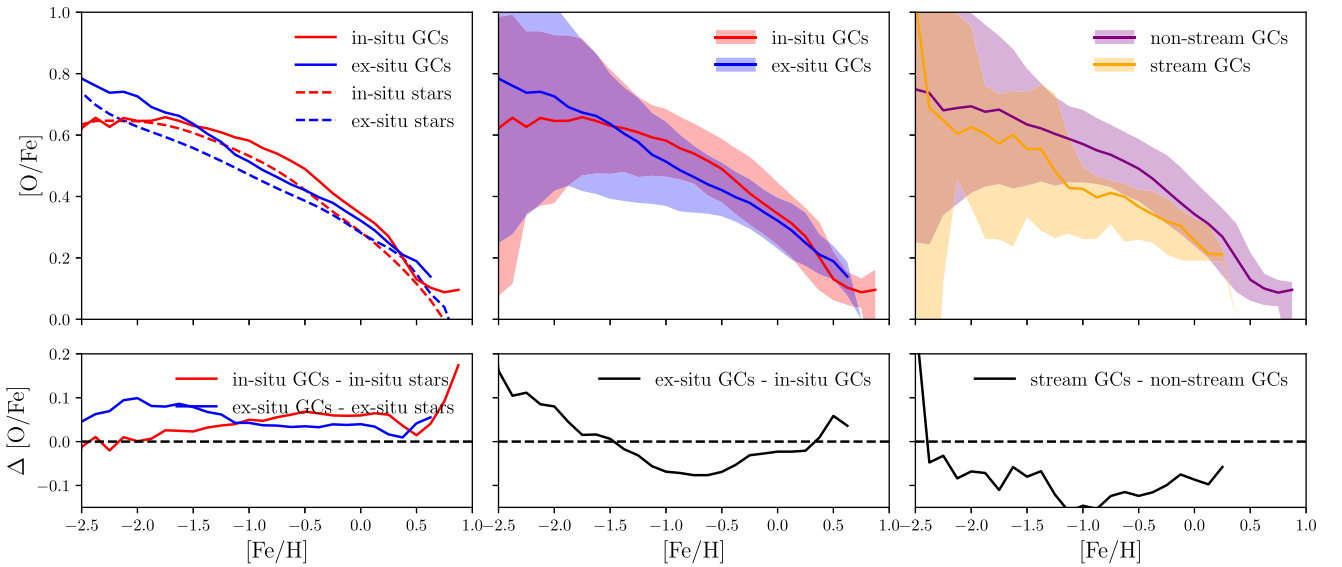 1.0
0.8
0.6
0.4
0.2
0.0
[O/Fe]
in-situ GCs
ex-situ GCs
in-situ stars
ex-situ stars
in-situ GCs
ex-situ GCs
non-stream GCs
stream GCs
0.2
0.1
0.0
−0.1
Δ [O/Fe]
in-situ GCs - in-situ stars
ex-situ GCs - ex-situ stars
ex-situ GCs - in-situ GCs
stream GCs - non-stream GCs
−2.5 −2.0 −1.5 −1.0 −0.5 0.0 0.5 1.0
−2.5 −2.0 −1.5 −1.0 −0.5 0.0 0.5 1.0
−2.5 −2.0 −1.5 −1.0 −0.5 0.0 0.5 1.0
[Fe/H]
[Fe/H]
[Fe/H]